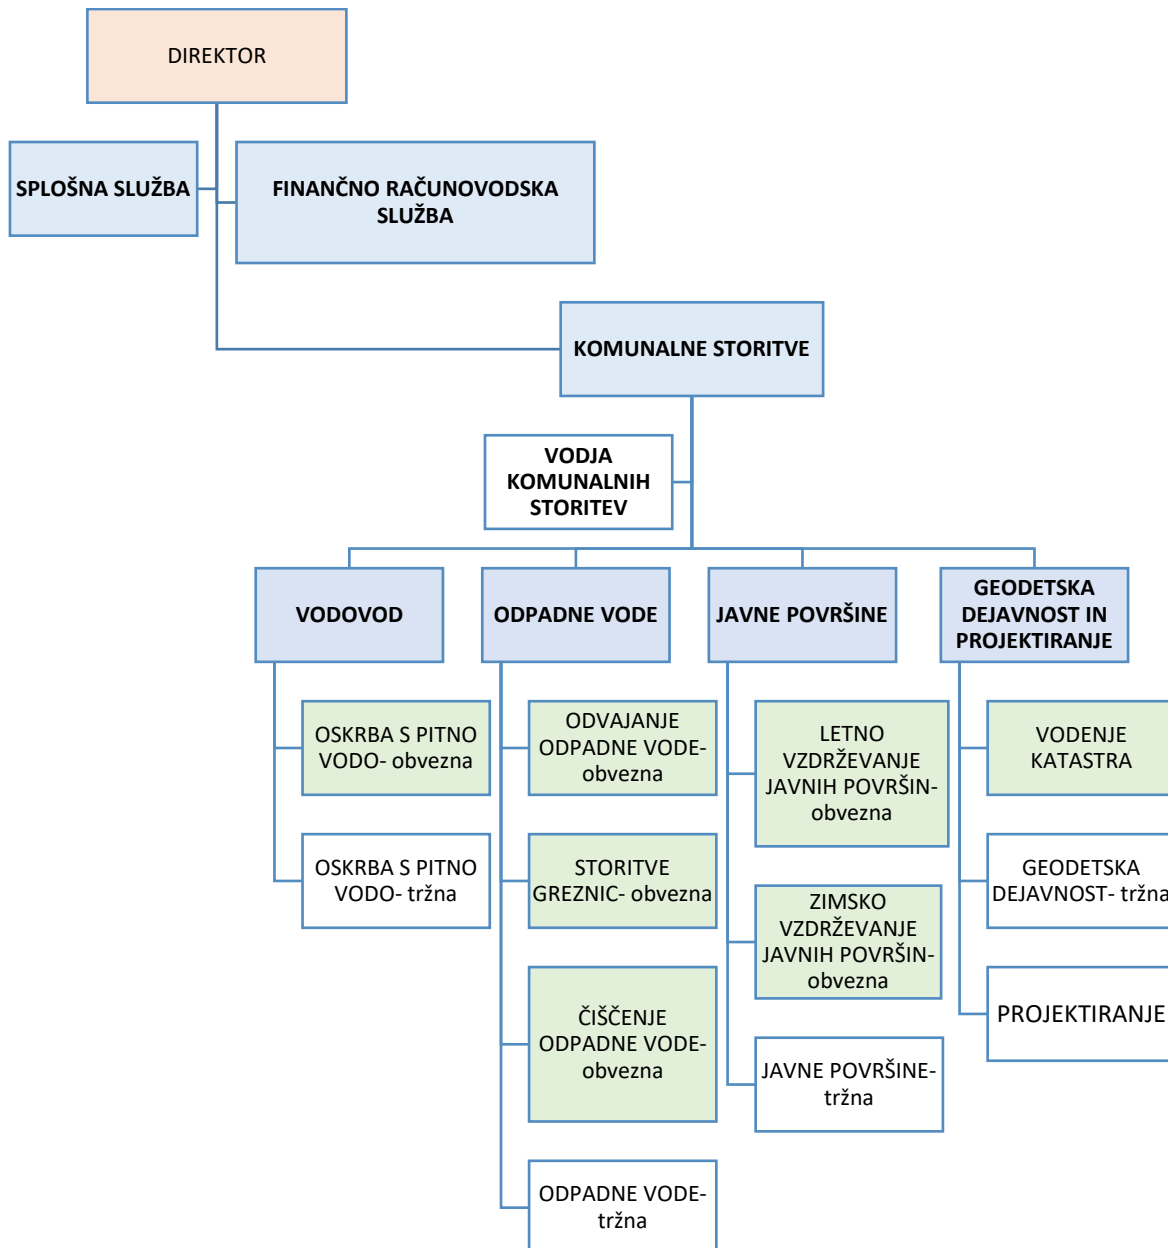 DIREKTOR
SPLOŠNA SLUŽBA
FINANČNO RAČUNOVODSKA
SLUŽBA
KOMUNALNE STORITVE
VODJA
KOMUNALNIH
STORITEV
VODOVOD
ODPADNE VODE
JAVNE POVRŠINE
GEODETSKA
DEJAVNOST IN
PROJEKTIRANJE
OSKRBA S PITNO
VODO- obvezna
OSKRBA S PITNO
VODO- tržna
ODVAJANJE
ODPADNE VODE-
obvezna
STORITVE
GREZNIC- obvezna
ČIŠČENJE
ODPADNE VODE-
obvezna
ODPADNE VODE-
tržna
LETNO
VZDRŽEVANJE
JAVNIH POVRŠIN-
obvezna
ZIMSKO
VZDRŽEVANJE
JAVNIH POVRŠIN-
obvezna
JAVNE POVRŠINE-
tržna
VODENJE
KATASTRA
GEODETSKA
DEJAVNOST- tržna
PROJEKTIRANJE